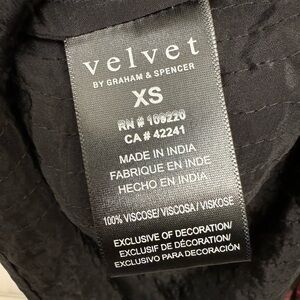 velvet
BY GRAHAM & SPENCER
XS
RN # 109220
CA # 42241
MADE IN INDIA
FABRIQUE EN INDE
HECHO EN INDIA
100% VISCOSE/ VISCOSA/ VISKOSE
EXCLUSIVE OF DECORATION/
EXCLUSIF DE DÉCORATION/
EXCLUSIVO PARA DECORACIÓN